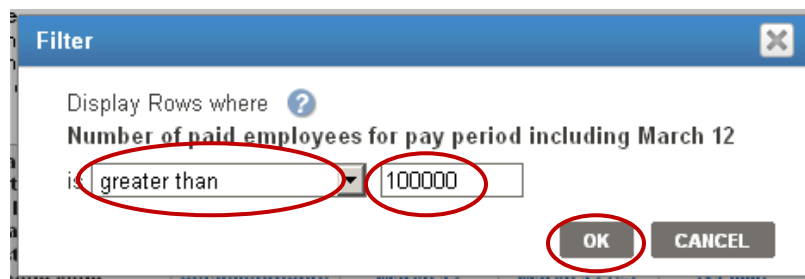 Filter
Display Rows where ?
Number of paid employees for pay period including March 12
is greater than 100000
OK CANCEL